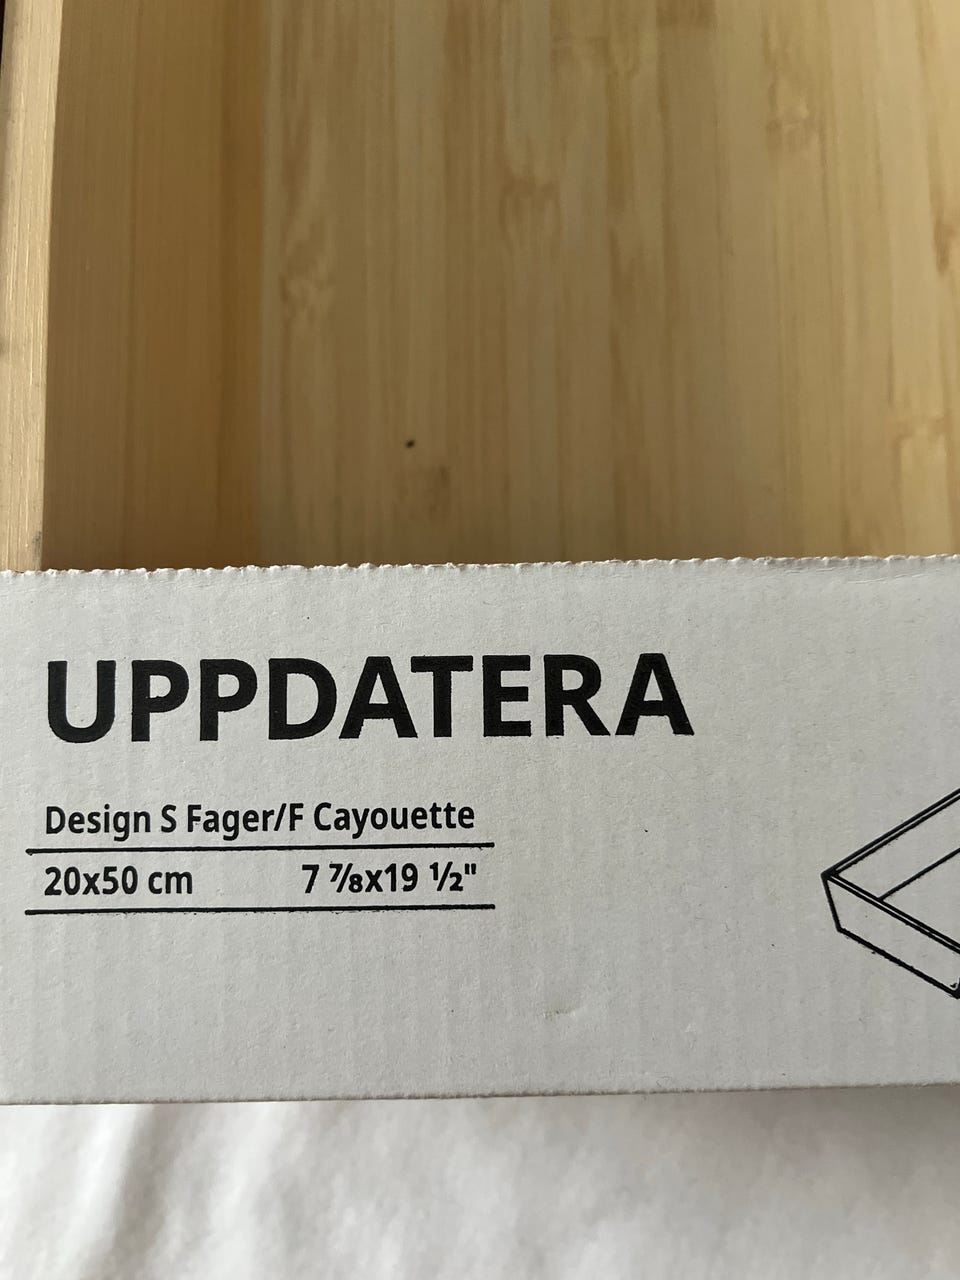 UPPDATERA
Design S Fager/F Cayouette
20x50 cm 7 ⅞x19 ½"